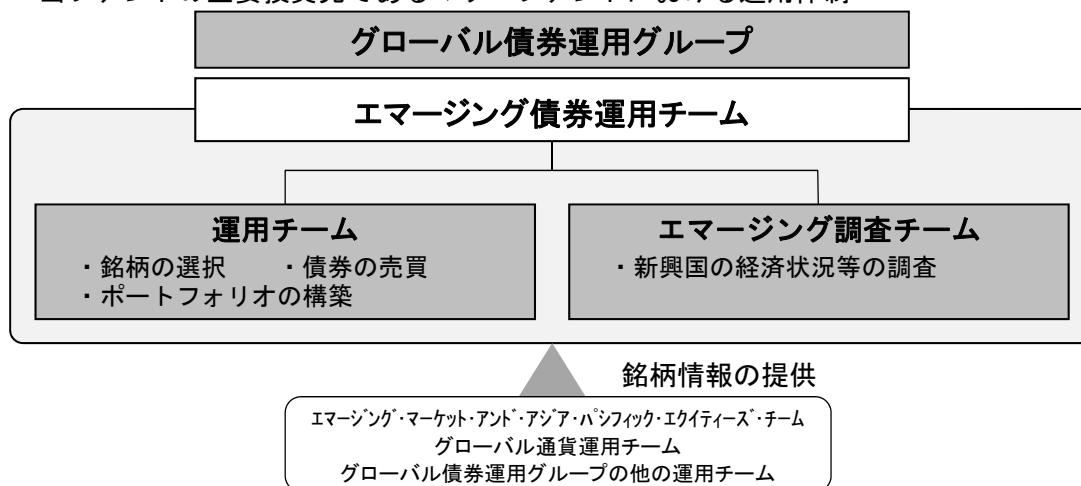 グローバル債券運用グループ
エマージング債券運用チーム
運用チーム
・銘柄の選択　・債券の売買
・ポートフォリオの構築
エマージング調査チーム
・新興国の経済状況等の調査
銘柄情報の提供
ｴﾏｰｼﾞﾝｸﾞ･ﾏｰｹｯﾄ･ｱﾝﾄﾞ･ｱｼﾞｱ･ﾊﾟｼﾌｨｯｸ･ｴｸｲﾃｨｰｽﾞ･ﾁｰﾑ
グローバル通貨運用チーム
グローバル債券運用グループの他の運用チーム